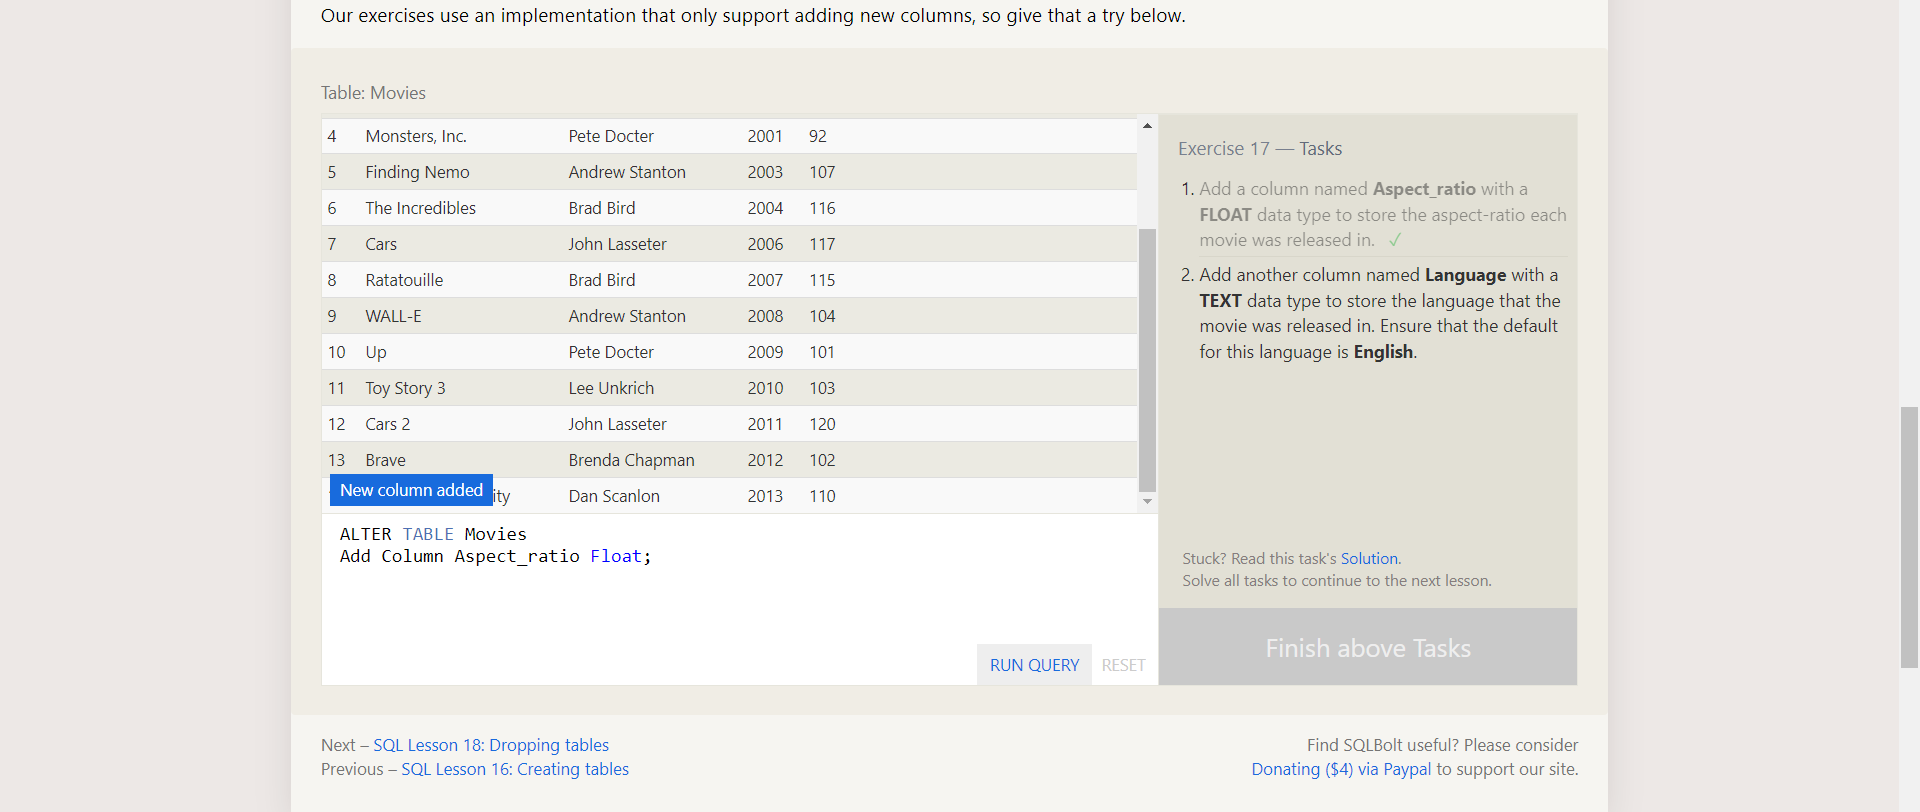 Our exercises use an implementation that only support adding new columns, so give that a try below.
Table: Movies
4 Monsters, Inc. Pete Docter 2001 92
5 Finding Nemo Andrew Stanton 2003 107
6 The Incredibles Brad Bird 2004 116
7 Cars John Lasseter 2006 117
8 Ratatouille Brad Bird 2007 115
9 WALL-E Andrew Stanton 2008 104
10 Up Pete Docter 2009 101
11 Toy Story 3 Lee Unkrich 2010 103
12 Cars 2 John Lasseter 2011 120
13 Brave Brenda Chapman 2012 102
New column added
ity Dan Scanlon 2013 110
ALTER TABLE Movies
Add Column Aspect_ratio Float;
RUN QUERY RESET
Exercise 17 — Tasks
1. Add a column named Aspect_ratio with a
FLOAT data type to store the aspect-ratio each
movie was released in. ✓
2. Add another column named Language with a
TEXT data type to store the language that the
movie was released in. Ensure that the default
for this language is English.
Stuck? Read this task's Solution.
Solve all tasks to continue to the next lesson.
Finish above Tasks
Next – SQL Lesson 18: Dropping tables
Previous – SQL Lesson 16: Creating tables
Find SQLBolt useful? Please consider
Donating ($4) via Paypal to support our site.